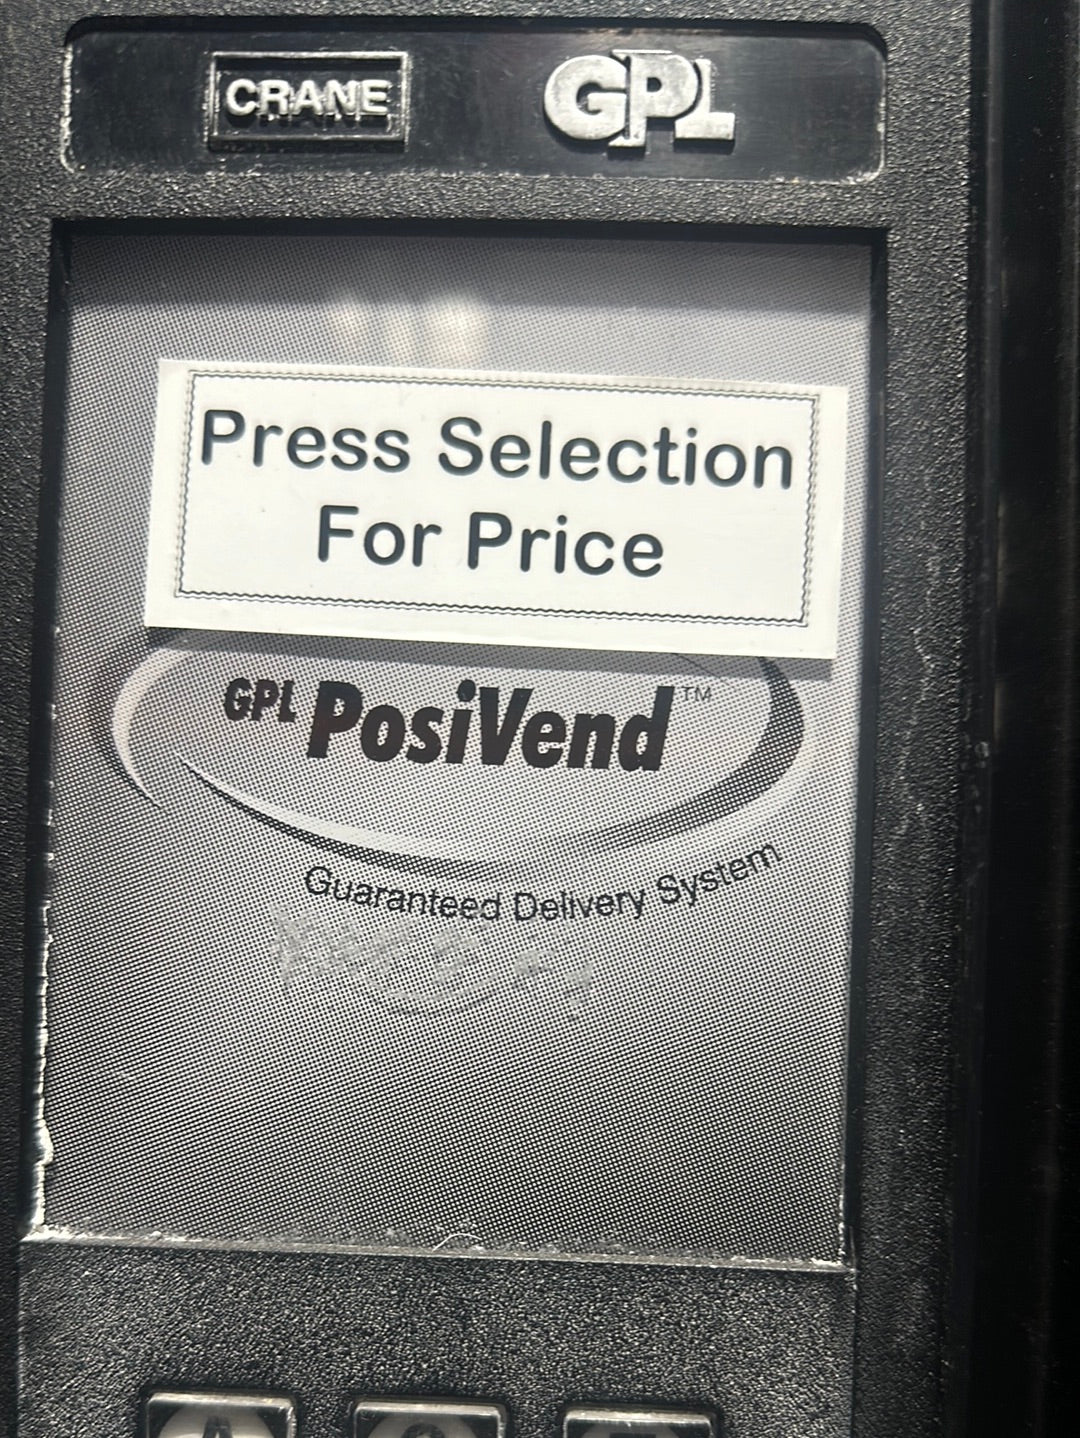 CRANE GPL
Press Selection
For Price
GPL PosiVend™
Guaranteed Delivery System